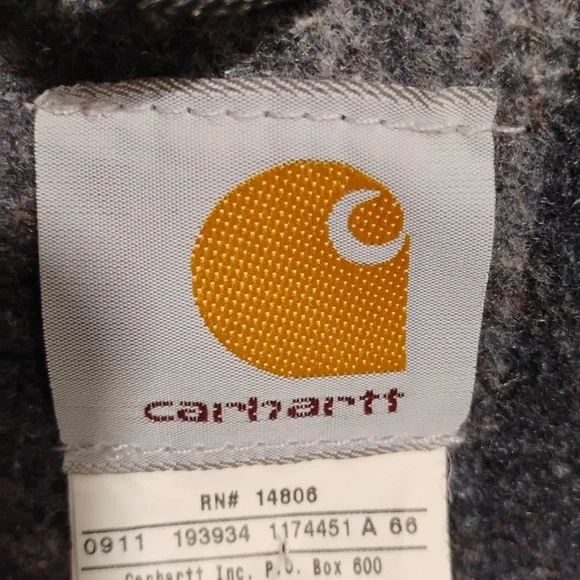 carhartt
RN# 14806
0911 193934 1174451 A 66
Carhartt Inc. P.O. Box 600